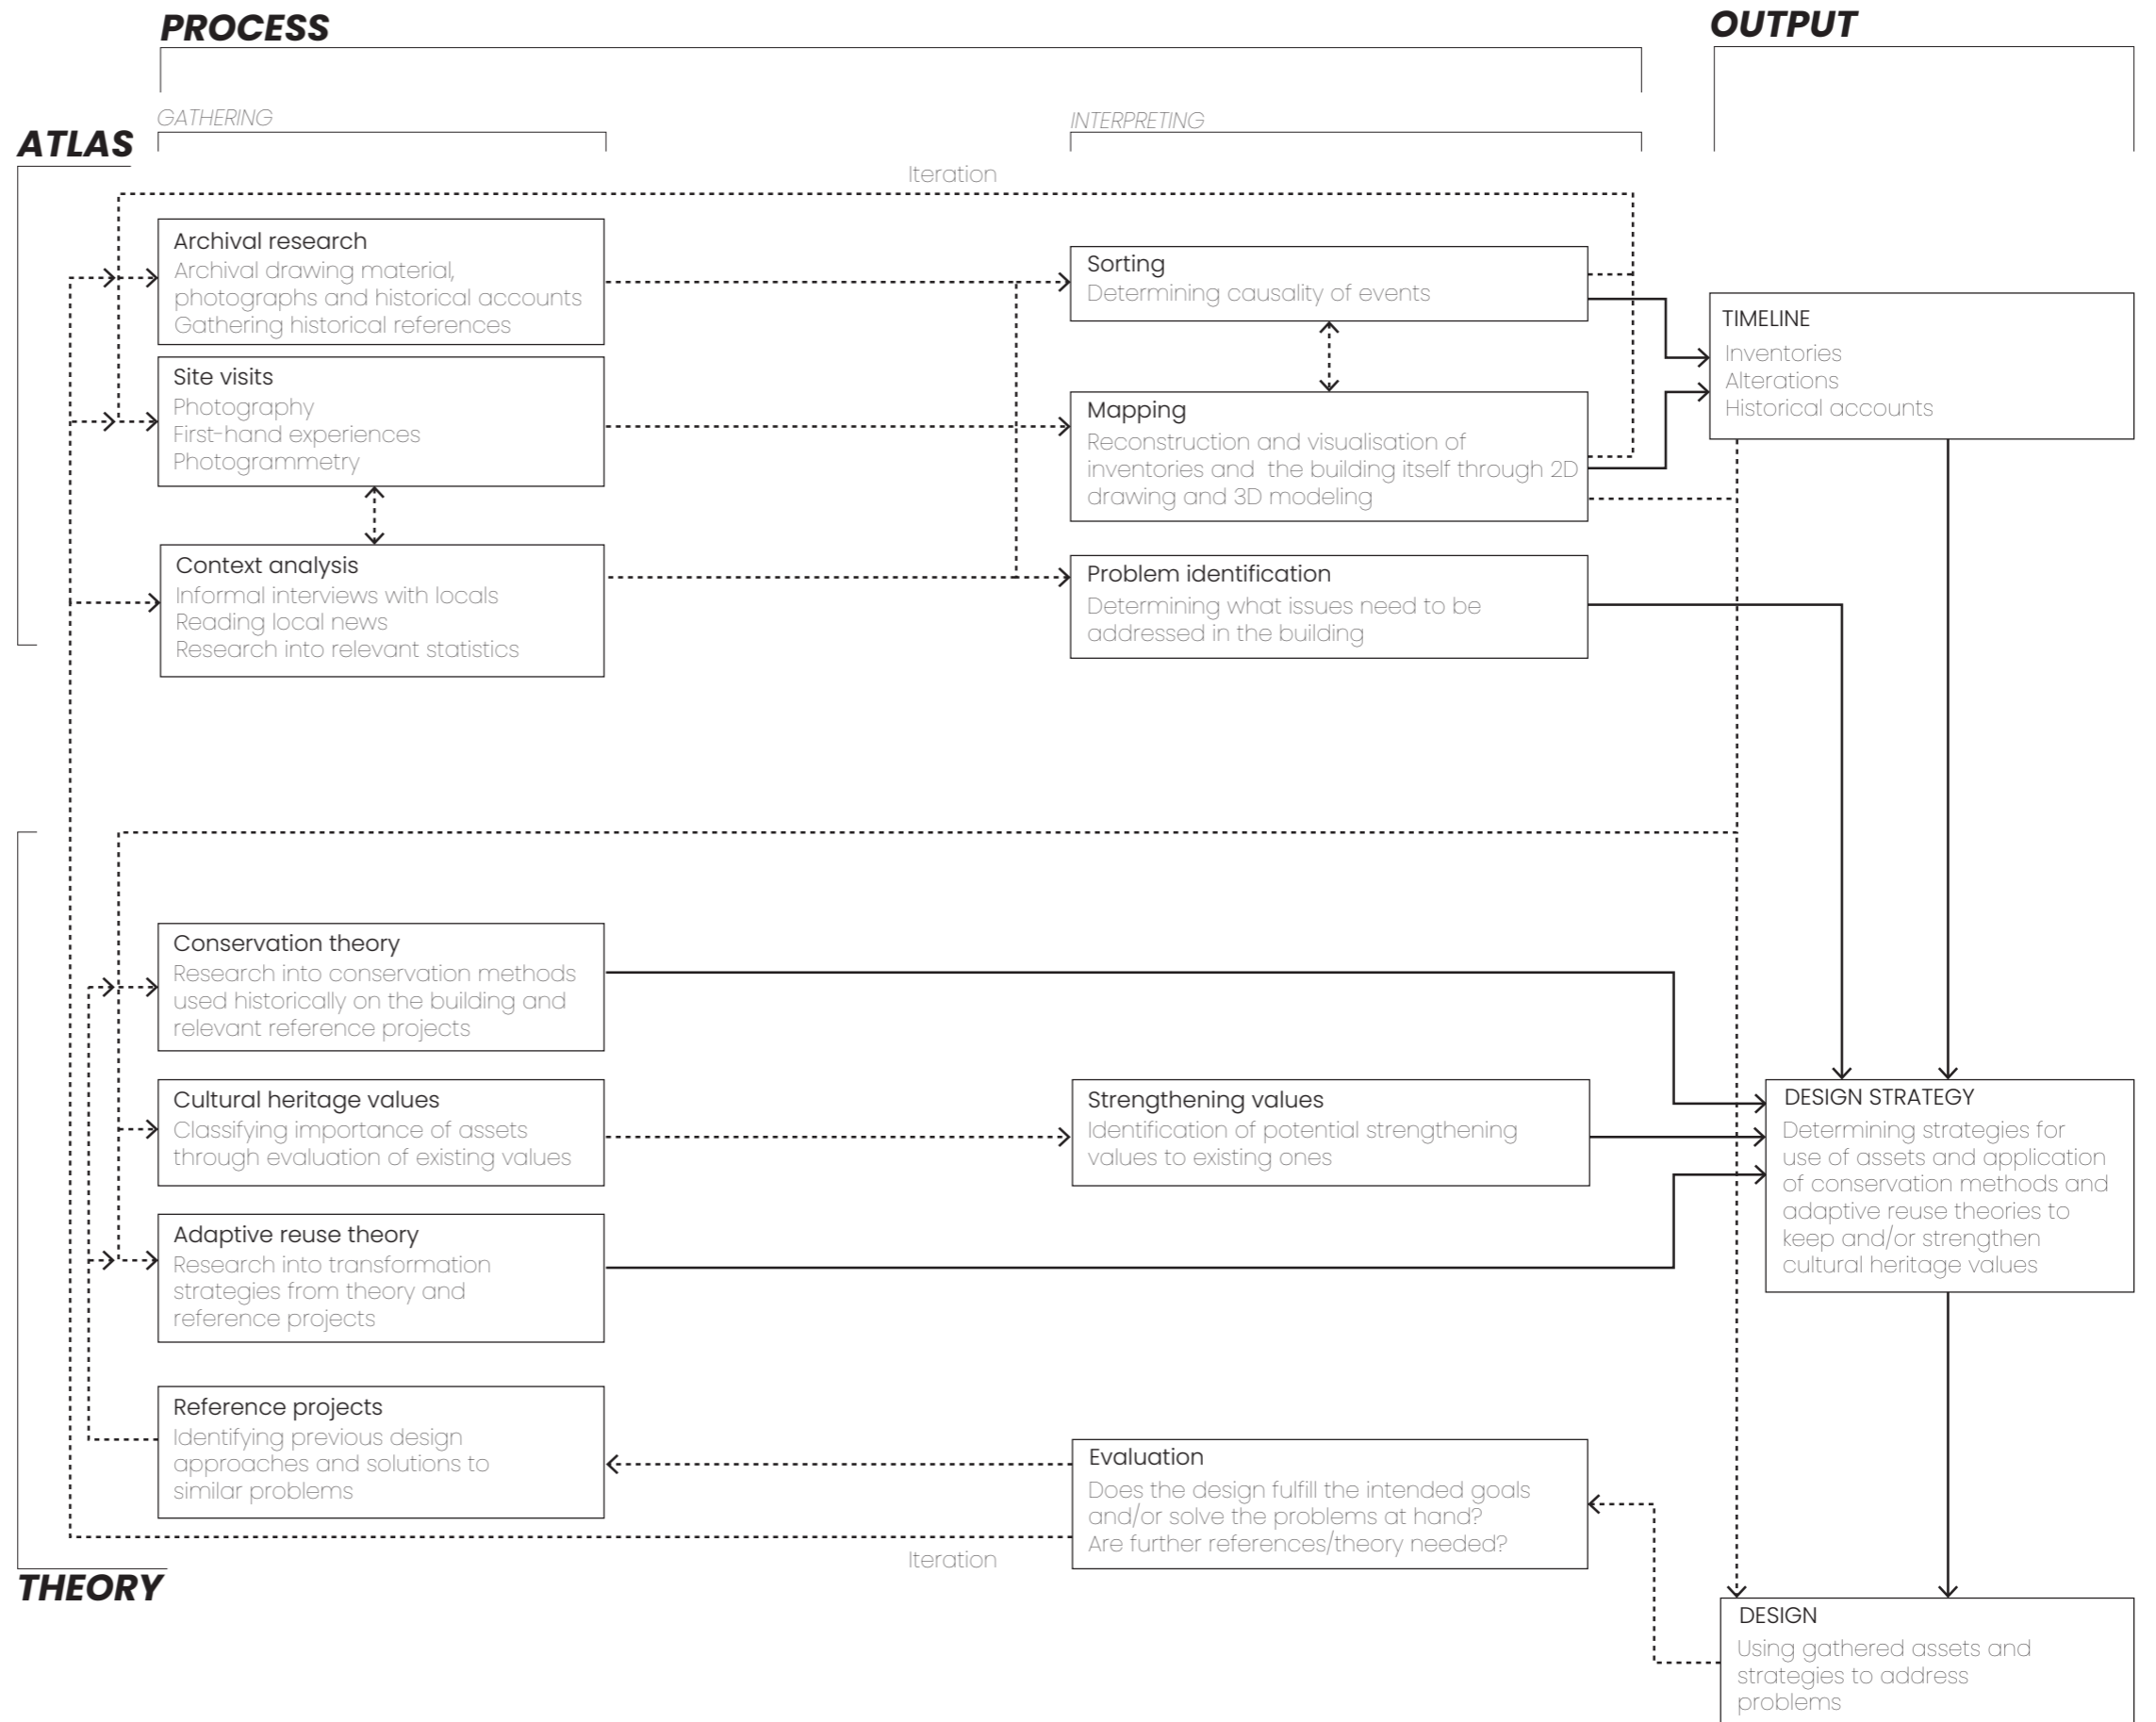 PROCESS
OUTPUT
GATHERING
INTERPRETING
ATLAS
Iteration
Archival research
Archival drawing material,
photographs and historical accounts
Gathering historical references
Sorting
Determining causality of events
TIMELINE
Inventories
Alterations
Historical accounts
Site visits
Photography
First-hand experiences
Photogrammetry
Mapping
Reconstruction and visualisation of
inventories and the building itself through 2D
drawing and 3D modeling
Context analysis
Informal interviews with locals
Reading local news
Research into relevant statistics
Problem identification
Determining what issues need to be
addressed in the building
Conservation theory
Research into conservation methods
used historically on the building and
relevant reference projects
Cultural heritage values
Classifying importance of assets
through evaluation of existing values
Strengthening values
Identification of potential strengthening
values to existing ones
DESIGN STRATEGY
Determining strategies for
use of assets and application
of conservation methods and
adaptive reuse theories to
keep and/or strengthen
cultural heritage values
Adaptive reuse theory
Research into transformation
strategies from theory and
reference projects
Reference projects
Identifying previous design
approaches and solutions to
similar problems
Evaluation
Does the design fulfill the intended goals
and/or solve the problems at hand?
Are further references/theory needed?
Iteration
THEORY
DESIGN
Using gathered assets and
strategies to address
problems